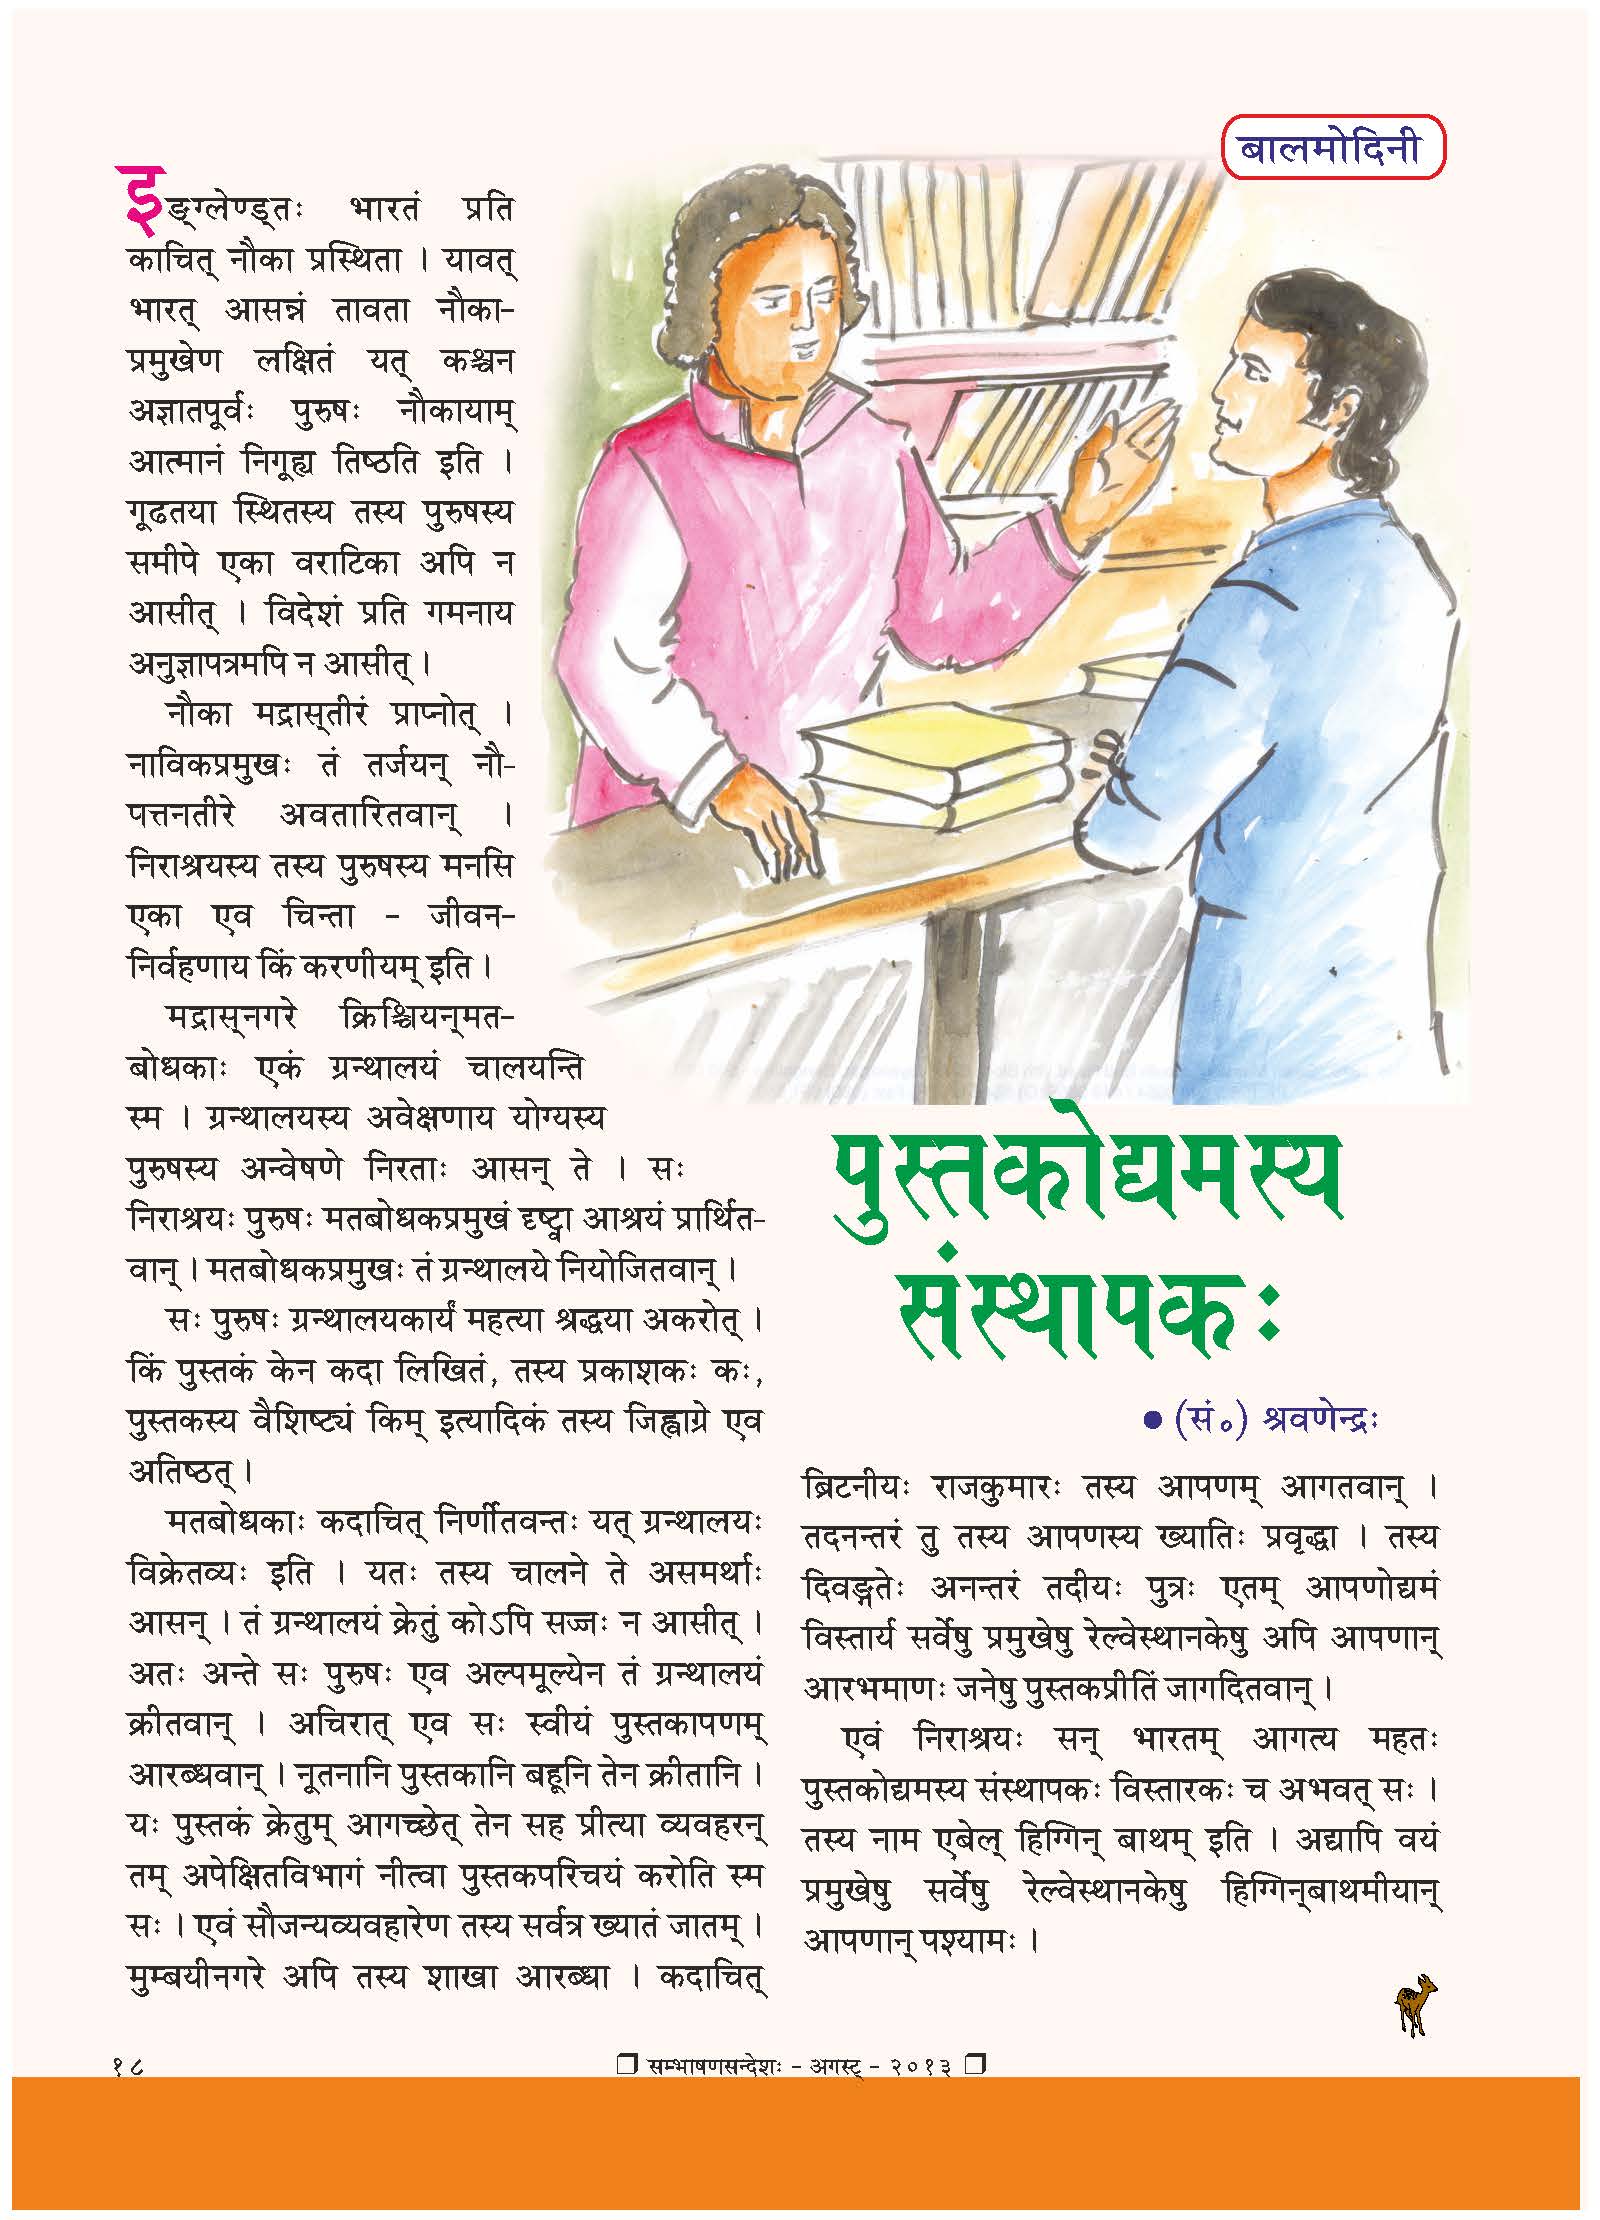 बालमोदिनी
इङ्ग्लेण्ड्तः भारतं प्रति
काचित् नौका प्रस्थिता । यावत्
भारत् आसन्नं तावता नौका-
प्रमुखेण लक्षितं यत् कश्चन
अज्ञातपूर्वः पुरुषः नौकायाम्
आत्मानं निगूह्य तिष्ठति इति ।
गूढतया स्थितस्य तस्य पुरुषस्य
समीपे एका वराटिका अपि न
आसीत् । विदेशं प्रति गमनाय
अनुज्ञापत्रमपि न आसीत् ।
नौका मद्रास्तीरं प्राप्नोत् ।
नाविकप्रमुखः तं तर्जयन् नौ-
पत्तनतीरे अवतारितवान् ।
निराश्रयस्य तस्य पुरुषस्य मनसि
एका एव चिन्ता - जीवन-
निर्वहणाय किं करणीयम् इति ।
मद्रास्‌नगरे क्रिश्चियन्‌मत-
बोधकाः एकं ग्रन्थालयं चालयन्ति
स्म । ग्रन्थालयस्य अवेक्षणाय योग्यस्य
पुरुषस्य अन्वेषणे निरताः आसन् ते । सः
निराश्रयः पुरुषः मतबोधकप्रमुखं दृष्ट्वा आश्रयं प्रार्थित-
वान् । मतबोधकप्रमुखः तं ग्रन्थालये नियोजितवान् ।
सः पुरुषः ग्रन्थालयकार्यं महत्या श्रद्धया अकरोत् ।
किं पुस्तकं केन कदा लिखितं, तस्य प्रकाशकः कः,
पुस्तकस्य वैशिष्ट्यं किम् इत्यादिकं तस्य जिह्वाग्रे एव
अतिष्ठत् ।
मतबोधकाः कदाचित् निर्णीतवन्तः यत् ग्रन्थालयः
विक्रेतव्यः इति । यतः तस्य चालने ते असमर्थाः
आसन् । तं ग्रन्थालयं क्रेतुं कोऽपि सज्जः न आसीत् ।
अतः अन्ते सः पुरुषः एव अल्पमूल्येन तं ग्रन्थालयं
क्रीतवान् । अचिरात् एव सः स्वीयं पुस्तकापणम्
आरब्धवान् । नूतनानि पुस्तकानि बहूनि तेन क्रीतानि ।
यः पुस्तकं क्रेतुम् आगच्छेत् तेन सह प्रीत्या व्यवहरन्
तम् अपेक्षितविभागं नीत्वा पुस्तकपरिचयं करोति स्म
सः । एवं सौजन्यव्यवहारेण तस्य सर्वत्र ख्यातं जातम् ।
मुम्बयीनगरे अपि तस्य शाखा आरब्धा । कदाचित्
पुस्तकोद्यमस्य
संस्थापकः
● (सं॰) श्रवणेन्द्रः
ब्रिटनीयः राजकुमारः तस्य आपणम् आगतवान् ।
तदनन्तरं तु तस्य आपणस्य ख्यातिः प्रवृद्धा । तस्य
दिवङ्गतेः अनन्तरं तदीयः पुत्रः एतम् आपणोद्यमं
विस्तार्य सर्वेषु प्रमुखेषु रेल्वेस्थानकेषु अपि आपणान्
आरभमाणः जनेषु पुस्तकप्रीतिं जागदितवान् ।
एवं निराश्रयः सन् भारतम् आगत्य महतः
पुस्तकोद्यमस्य संस्थापकः विस्तारकः च अभवत् सः ।
तस्य नाम एबेल् हिग्गिन् बाथम् इति । अद्यापि वयं
प्रमुखेषु सर्वेषु रेल्वेस्थानकेषु हिग्गिन्‌बाथमीयान्
आपणान् पश्यामः ।
१८
❐ सम्भाषणसन्देशः - अगस्ट् - २०१३ ❐